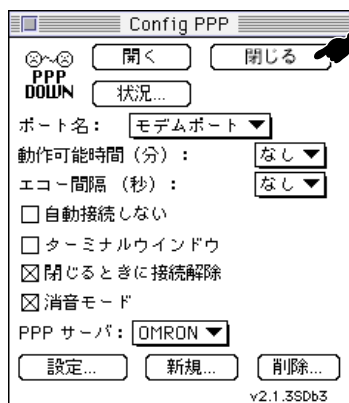 Config PPP
開く 閉じる
PPP
DOWN
状況...
ポート名： モデムポート
動作可能時間（分）： なし
エコー間隔（秒）： なし
自動接続しない
ターミナルウインドウ
閉じるときに接続解除
消音モード
PPP サーバ： OMRON
設定... 新規... 削除...
v2.1.3SDb3